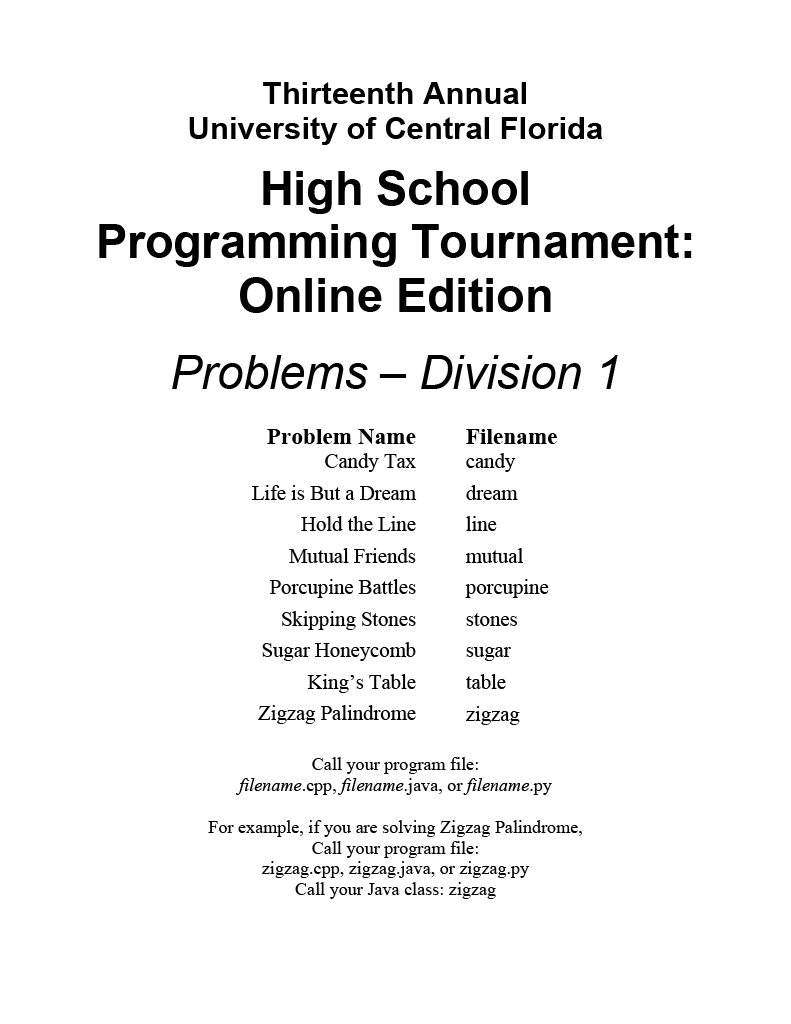 Thirteenth Annual
University of Central Florida
High School
Programming Tournament:
Online Edition
Problems – Division 1
Problem Name Filename
Candy Tax candy
Life is But a Dream dream
Hold the Line line
Mutual Friends mutual
Porcupine Battles porcupine
Skipping Stones stones
Sugar Honeycomb sugar
King’s Table table
Zigzag Palindrome zigzag
Call your program file:
filename.cpp, filename.java, or filename.py
For example, if you are solving Zigzag Palindrome,
Call your program file:
zigzag.cpp, zigzag.java, or zigzag.py
Call your Java class: zigzag